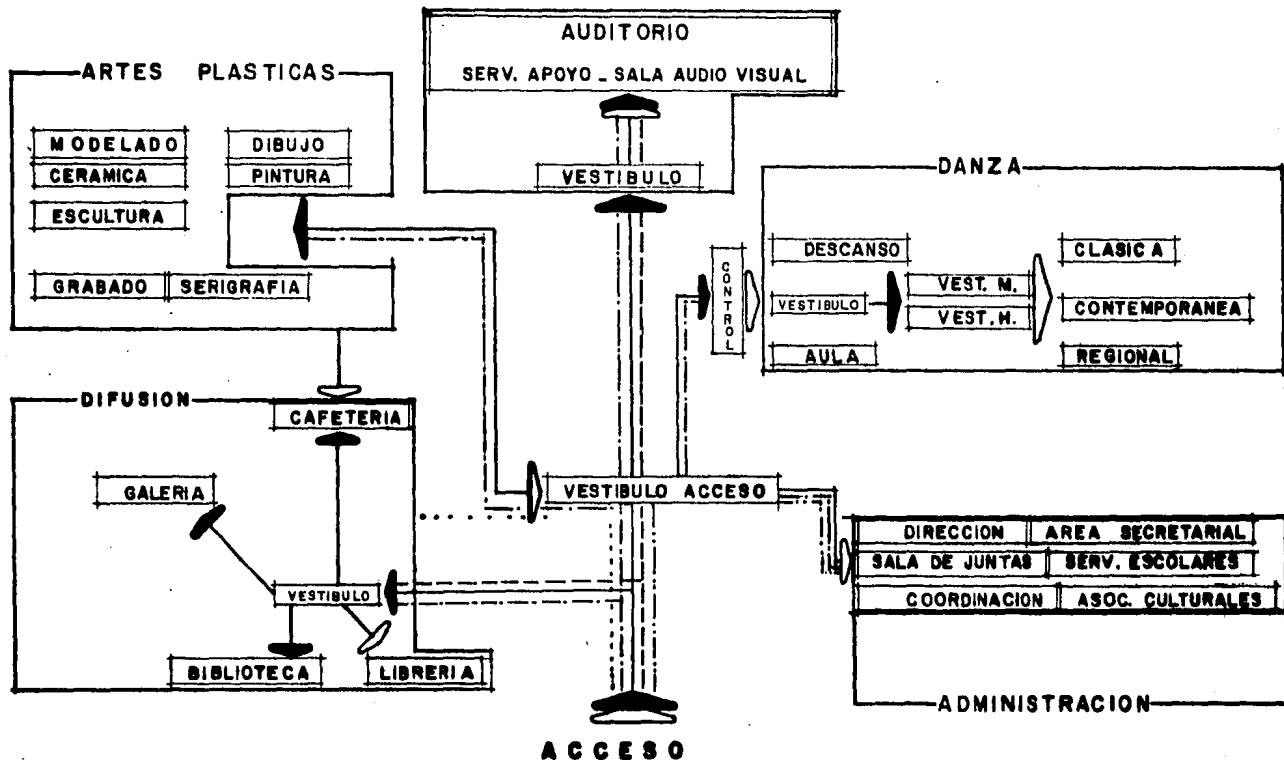 AUDITORIO
SERV. APOYO - SALA AUDIO VISUAL
VESTIBULO
ARTES PLASTICAS
MODELADO
DIBUJO
CERAMICA
PINTURA
ESCULTURA
GRABADO
SERIGRAFIA
DANZA
CONTROL
DESCANSO
CLASICA
VEST. M.
VESTIBULO
CONTEMPORANEA
VEST. H.
AULA
REGIONAL
DIFUSION
CAFETERIA
GALERIA
VESTIBULO
BIBLIOTECA
LIBRERIA
VESTIBULO ACCESO
DIRECCION
AREA SECRETARIAL
SALA DE JUNTAS
SERV. ESCOLARES
COORDINACION
ASOC. CULTURALES
ADMINISTRACION
ACCESO